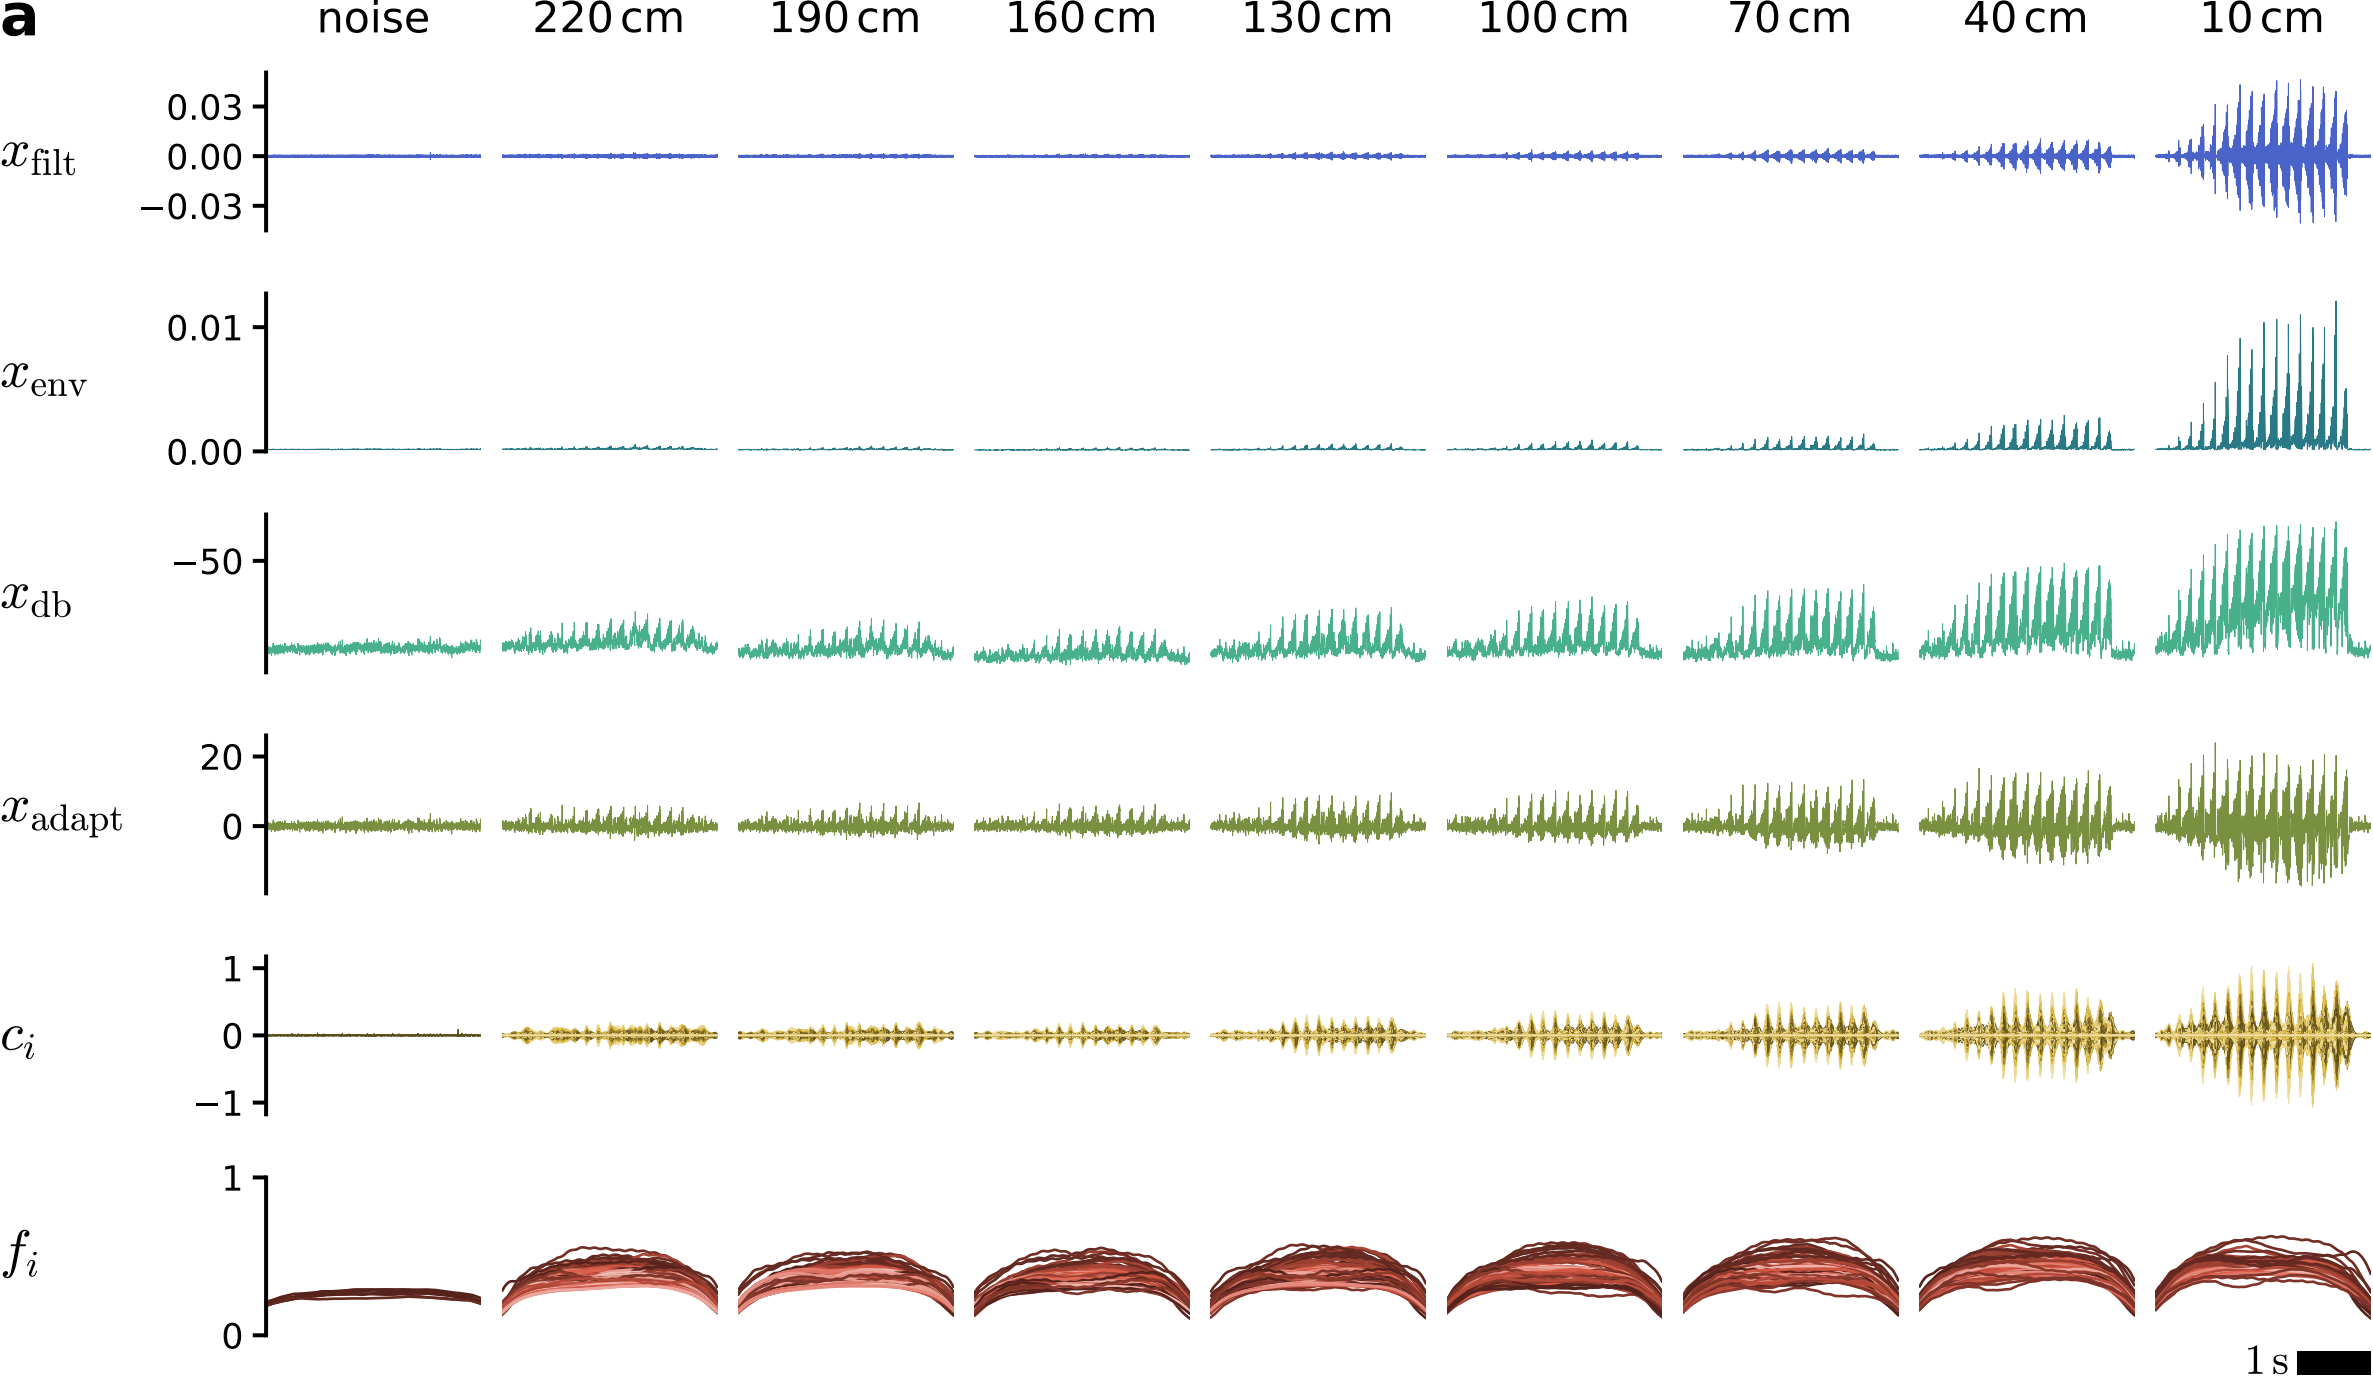 a noise 220 cm 190 cm 160 cm 130 cm 100 cm 70 cm 40 cm 10 cm
x_filt 0.03 0.00 −0.03
x_env 0.01 0.00
x_db −50
x_adapt 20 0
c_i 1 0 −1
f_i 1 0
1 s